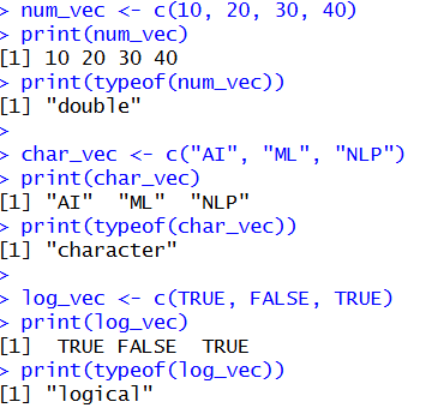 > num_vec <- c(10, 20, 30, 40)
> print(num_vec)
[1] 10 20 30 40
> print(typeof(num_vec))
[1] "double"
>
> char_vec <- c("AI", "ML", "NLP")
> print(char_vec)
[1] "AI"  "ML"  "NLP"
> print(typeof(char_vec))
[1] "character"
>
> log_vec <- c(TRUE, FALSE, TRUE)
> print(log_vec)
[1]  TRUE FALSE  TRUE
> print(typeof(log_vec))
[1] "logical"